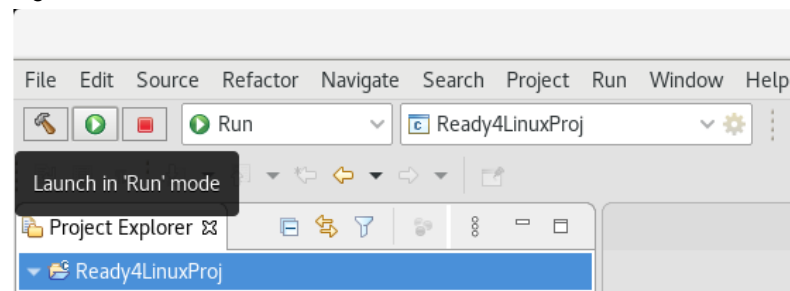 File Edit Source Refactor Navigate Search Project Run Window Help
Run Ready4LinuxProj
Launch in 'Run' mode
Project Explorer
Ready4LinuxProj